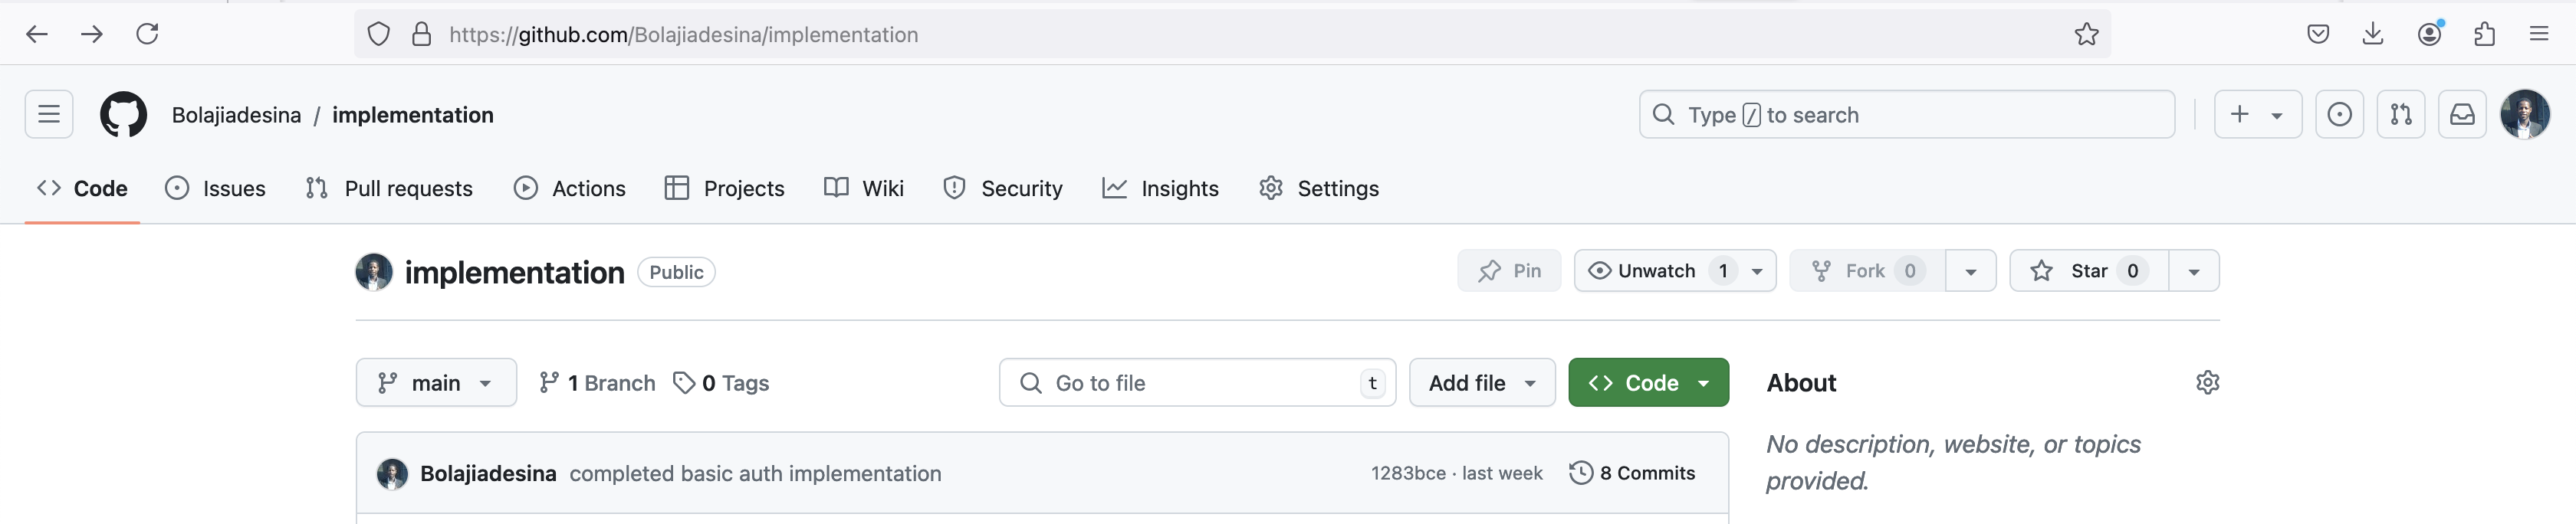 https://github.com/Bolajiadesina/implementation
Bolajiadesina / implementation
Type / to search
Code
Issues
Pull requests
Actions
Projects
Wiki
Security
Insights
Settings
implementation Public
Pin
Unwatch 1
Fork 0
Star 0
main
1 Branch
0 Tags
Go to file t
Add file
Code
About
No description, website, or topics
provided.
Bolajiadesina completed basic auth implementation
1283bce · last week
8 Commits